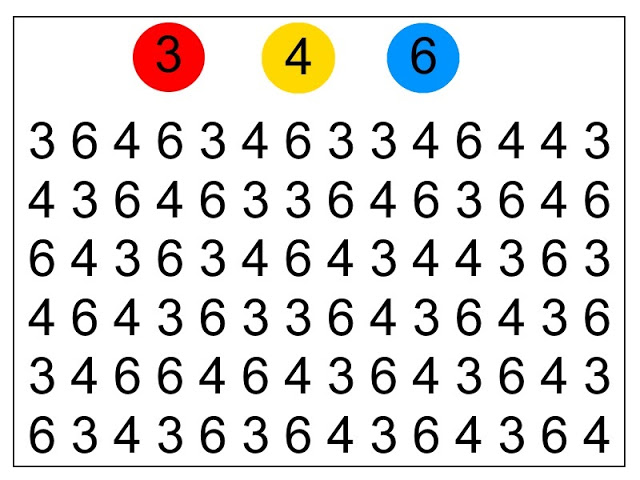 3 4 6
3 6 4 6 3 4 6 3 3 4 6 4 4 3
4 3 6 4 6 3 3 6 4 6 3 6 4 6
6 4 3 6 3 4 6 4 3 4 4 3 6 3
4 6 4 3 6 3 3 6 4 3 6 4 3 6
3 4 6 6 4 6 4 3 6 4 3 6 4 3
6 3 4 3 6 3 6 4 3 6 4 3 6 4